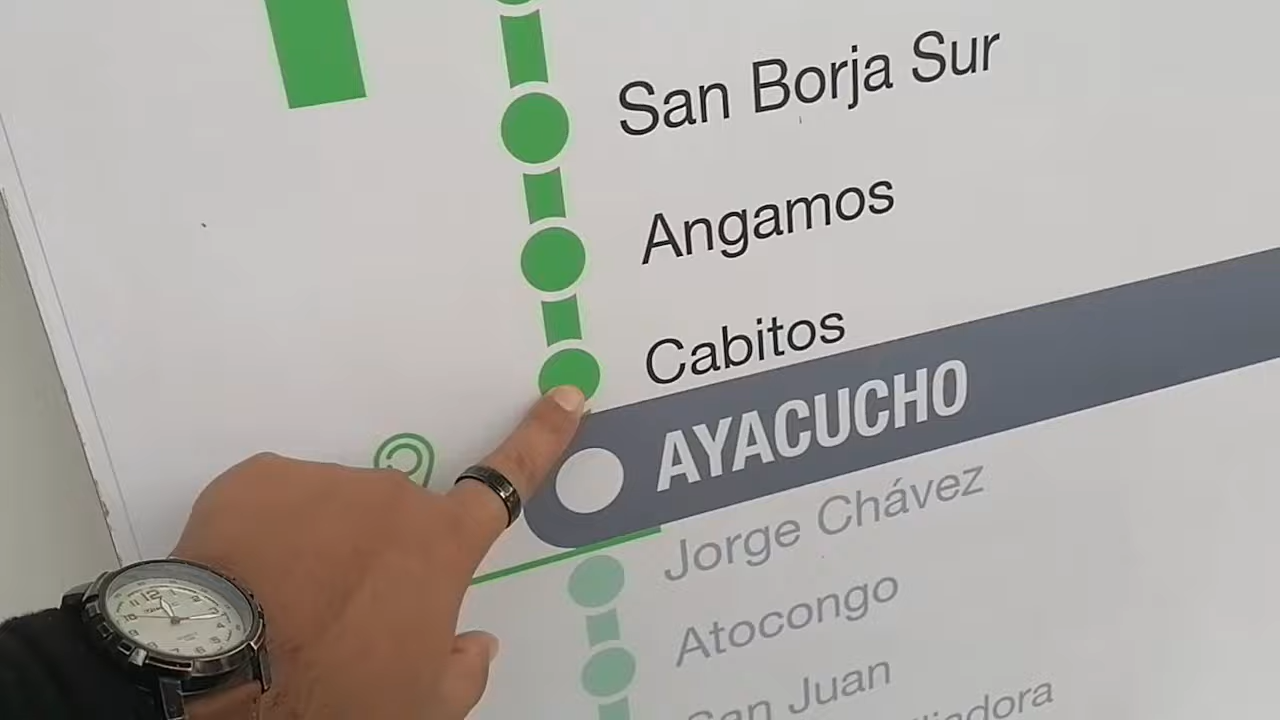 San Borja Sur
Angamos
Cabitos
AYACUCHO
Jorge Chávez
Atocongo
San Juan